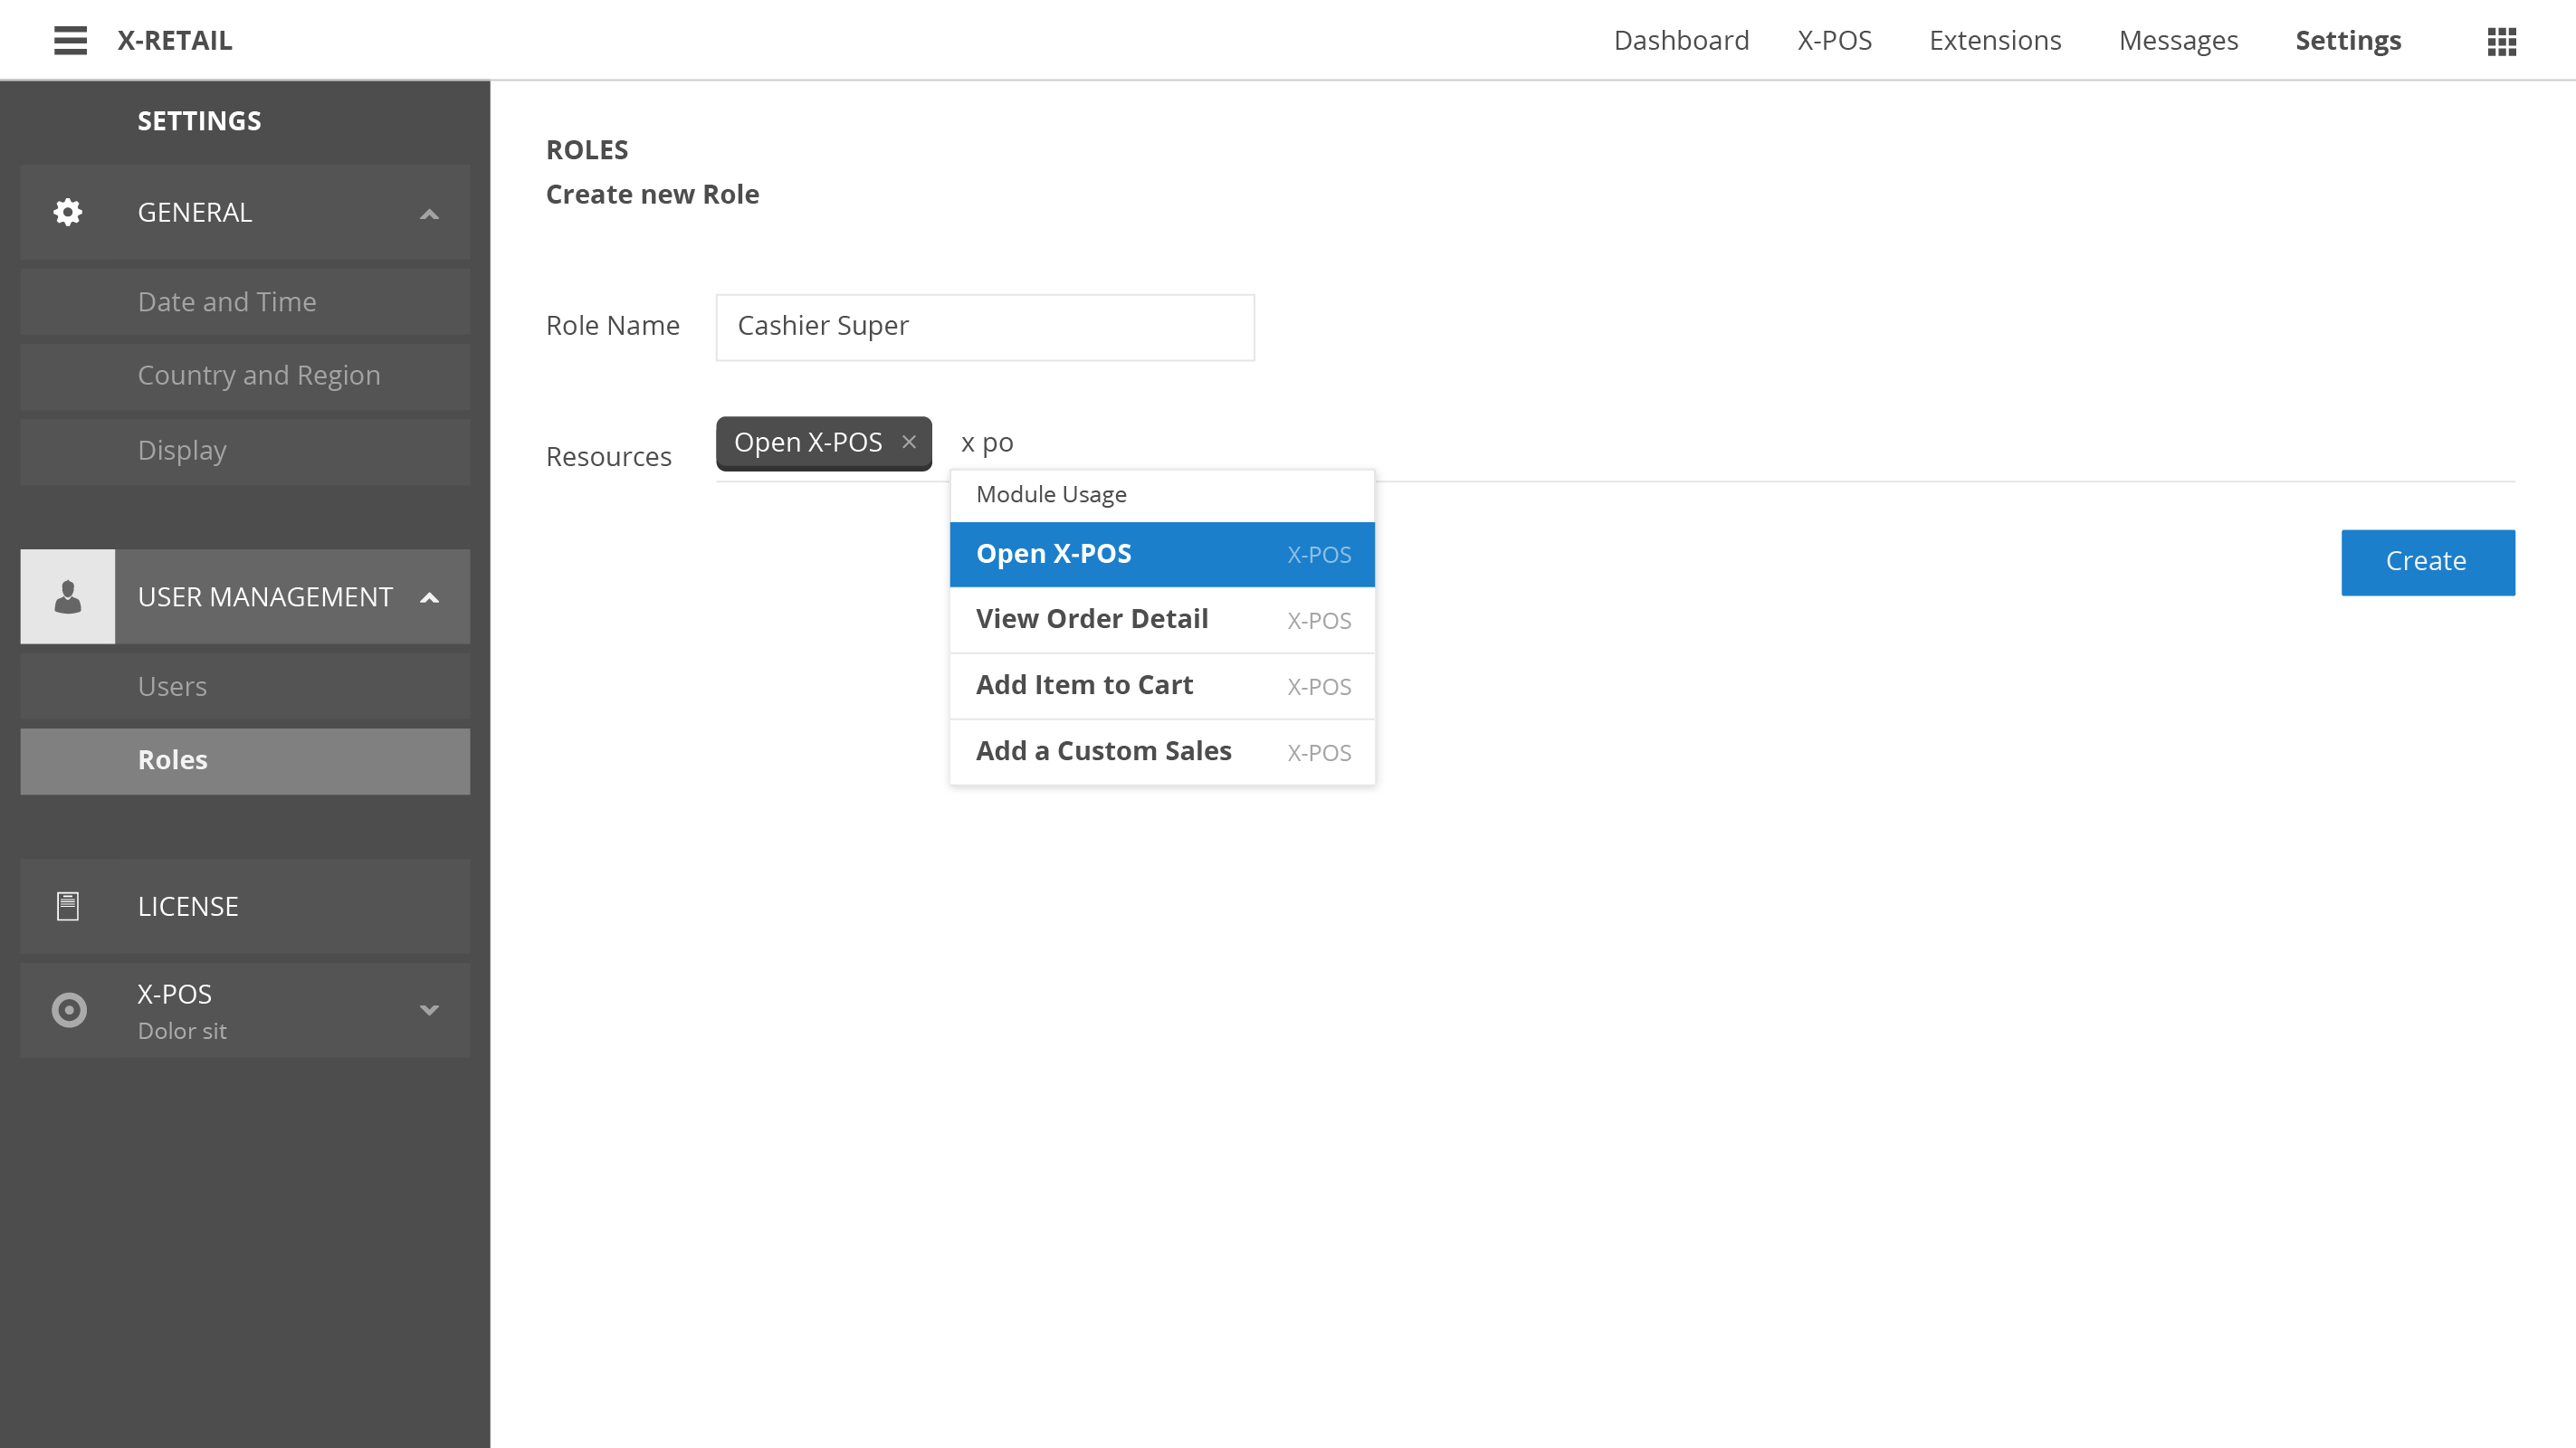 X-RETAIL
Dashboard X-POS Extensions Messages Settings
SETTINGS
GENERAL
Date and Time
Country and Region
Display
USER MANAGEMENT
Users
Roles
LICENSE
X-POS
Dolor sit
ROLES
Create new Role
Role Name Cashier Super
Resources Open X-POS × x po
Module Usage
Open X-POS X-POS
View Order Detail X-POS
Add Item to Cart X-POS
Add a Custom Sales X-POS
Create